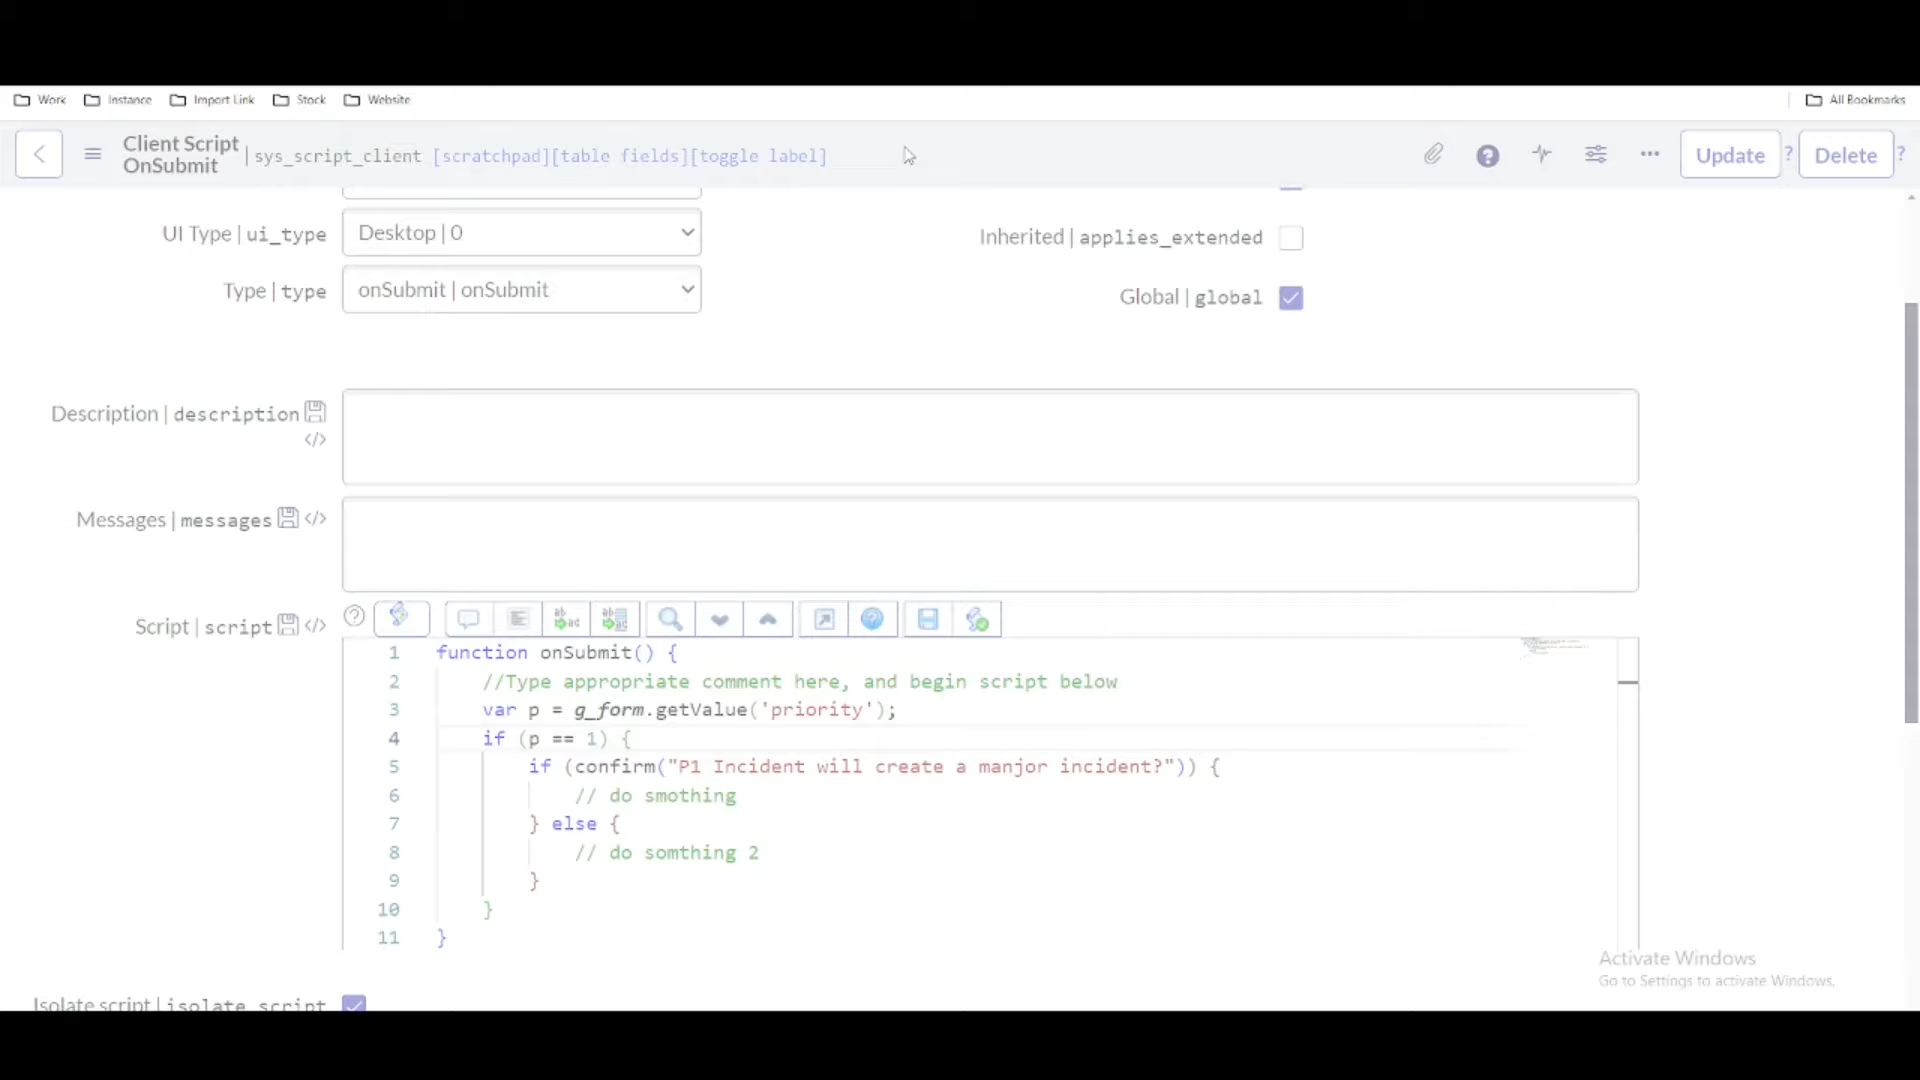 Work Instance Import Link Stock Website All Bookmarks
Client Script
OnSubmit | sys_script_client [scratchpad][table fields][toggle label] Update ? Delete ?
UI Type | ui_type Desktop | 0 Inherited | applies_extended
Type | type onSubmit | onSubmit Global | global
Description | description
</>
Messages | messages </>
Script | script </>
1 function onSubmit() {
2 //Type appropriate comment here, and begin script below
3 var p = g_form.getValue('priority');
4 if (p == 1) {
5 if (confirm("P1 Incident will create a manjor incident?")) {
6 // do smothing
7 } else {
8 // do somthing 2
9 }
10 }
11 }
Activate Windows
Go to Settings to activate Windows.
Isolate script | isolate_script